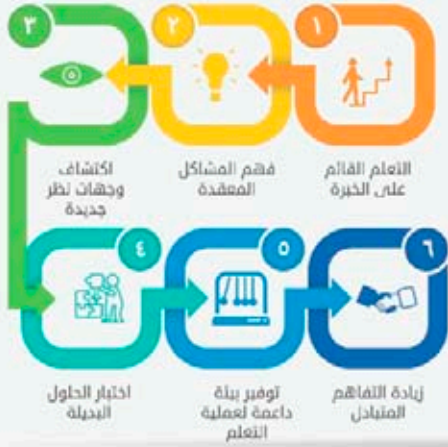 ١
التعلم القائم
على الخبرة
٢
فهم المشاكل
المعقدة
٣
اكتشاف
وجهات نظر
جديدة
٤
اختبار الحلول
البديلة
٥
توفير بيئة
داعمة لعملية
التعلم
٦
زيادة التفاهم
المتبادل